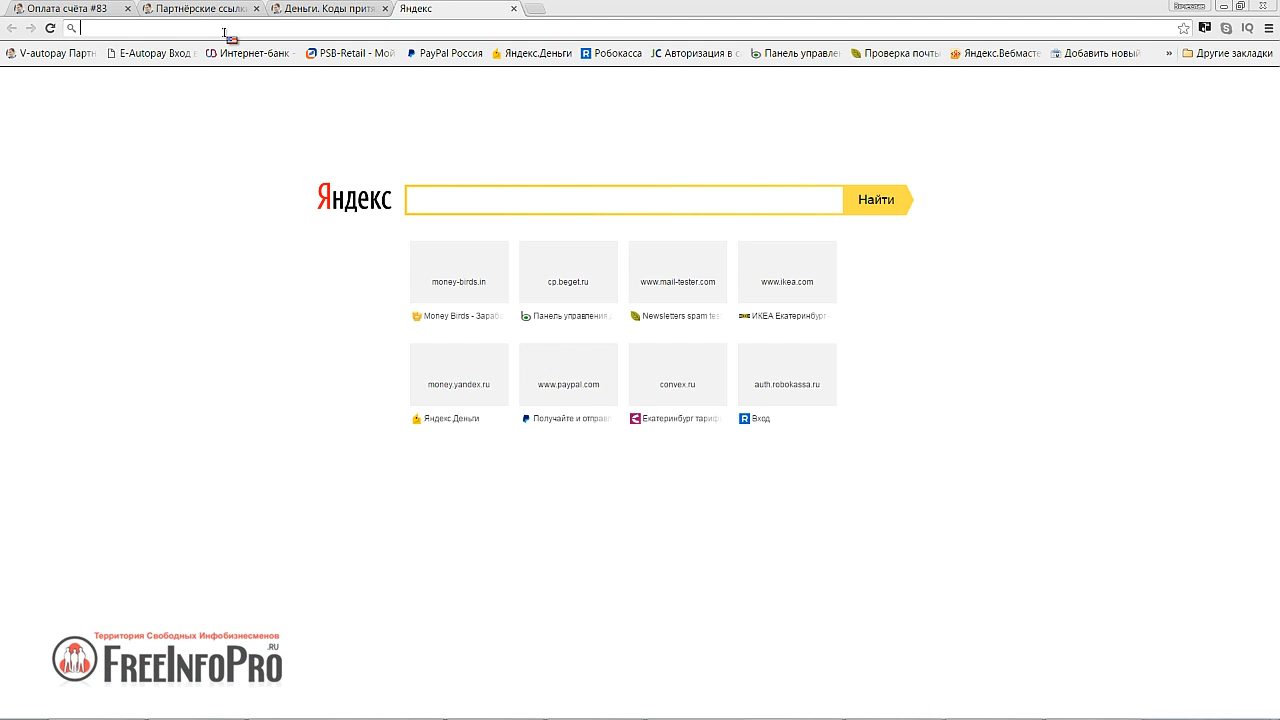 Оплата счёта #83
Партнёрские ссылк
Деньги. Коды притя
Яндекс
V-autopay Партн
E-Autopay Вход
Интернет-банк
PSB-Retail - Мой
PayPal Россия
Яндекс.Деньги
Робокасса
Авторизация в с
Панель управлен
Проверка почты
Яндекс.Вебмасте
Добавить новый
»
Другие закладки
Яндекс
Найти
money-birds.in
cp.beget.ru
www.mail-tester.com
www.ikea.com
Money Birds - Зараб
Панель управления
Newsletters spam tes
ИКЕА Екатеринбург -
money.yandex.ru
www.paypal.com
convex.ru
auth.robokassa.ru
Яндекс.Деньги
Получайте и отправ
Екатеринбург тариф
Вход
Территория Свободных Инфобизнесменов
FREEINFOPRO
.RU